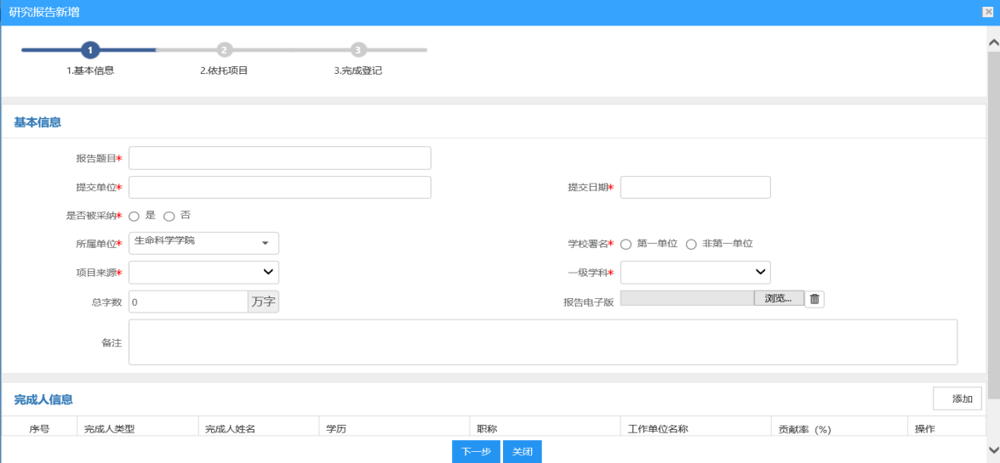 研究报告新增
1 2 3
1.基本信息 2.依托项目 3.完成登记
基本信息
报告题目*
提交单位* 提交日期*
是否被采纳* 是 否
所属单位* 生命科学学院 学校署名* 第一单位 非第一单位
项目来源* 一级学科*
总字数 0 万字 报告电子版 浏览...
备注
完成人信息 添加
序号 完成人类型 完成人姓名 学历 职称 工作单位名称 贡献率（%） 操作
下一步 关闭